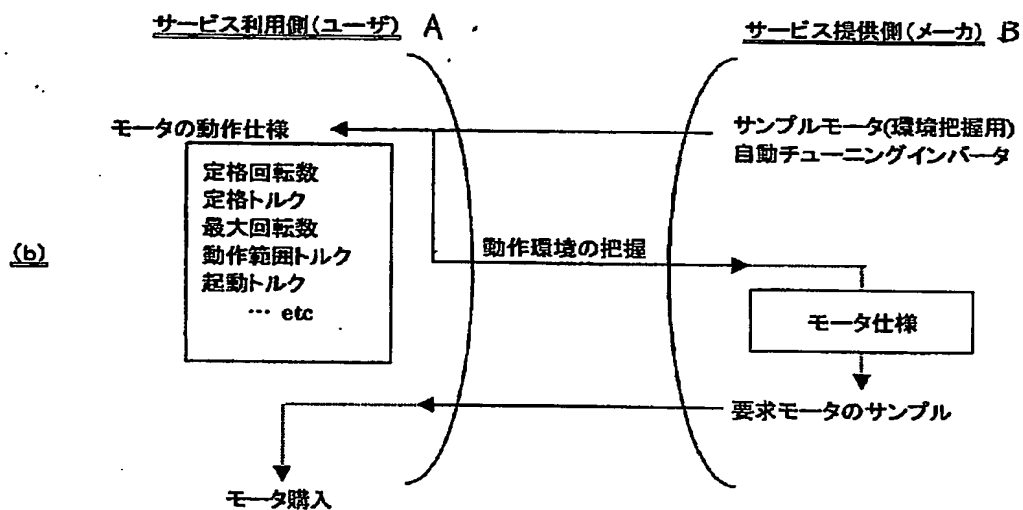 サービス利用側(ユーザ) A
サービス提供側(メーカ) B
モータの動作仕様
サンプルモータ(環境把握用)
自動チューニングインバータ
定格回転数
定格トルク
最大回転数
動作範囲トルク
起動トルク
… etc
(b)
動作環境の把握
モータ仕様
要求モータのサンプル
モータ購入